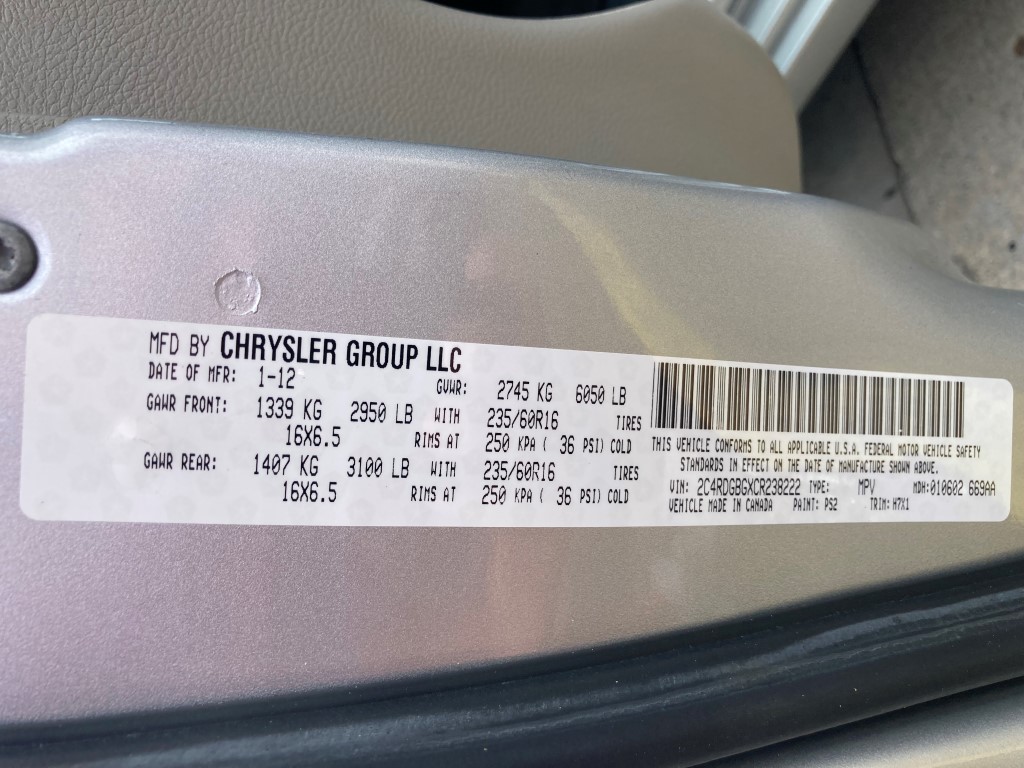 MFD BY CHRYSLER GROUP LLC
DATE OF MFR: 1-12 GVWR: 2745 KG 6050 LB
GAWR FRONT: 1339 KG 2950 LB WITH 235/60R16 TIRES
16X6.5 RIMS AT 250 KPA ( 36 PSI) COLD
GAWR REAR: 1407 KG 3100 LB WITH 235/60R16 TIRES
16X6.5 RIMS AT 250 KPA ( 36 PSI) COLD
THIS VEHICLE CONFORMS TO ALL APPLICABLE U.S.A. FEDERAL MOTOR VEHICLE SAFETY
STANDARDS IN EFFECT ON THE DATE OF MANUFACTURE SHOWN ABOVE.
VIN: 2C4RDGBGXCR238222 TYPE: MPV MDH:010602 669AA
VEHICLE MADE IN CANADA PAINT: PS2 TRIM: H7X1